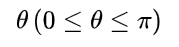 θ (0 ≤ θ ≤ π)